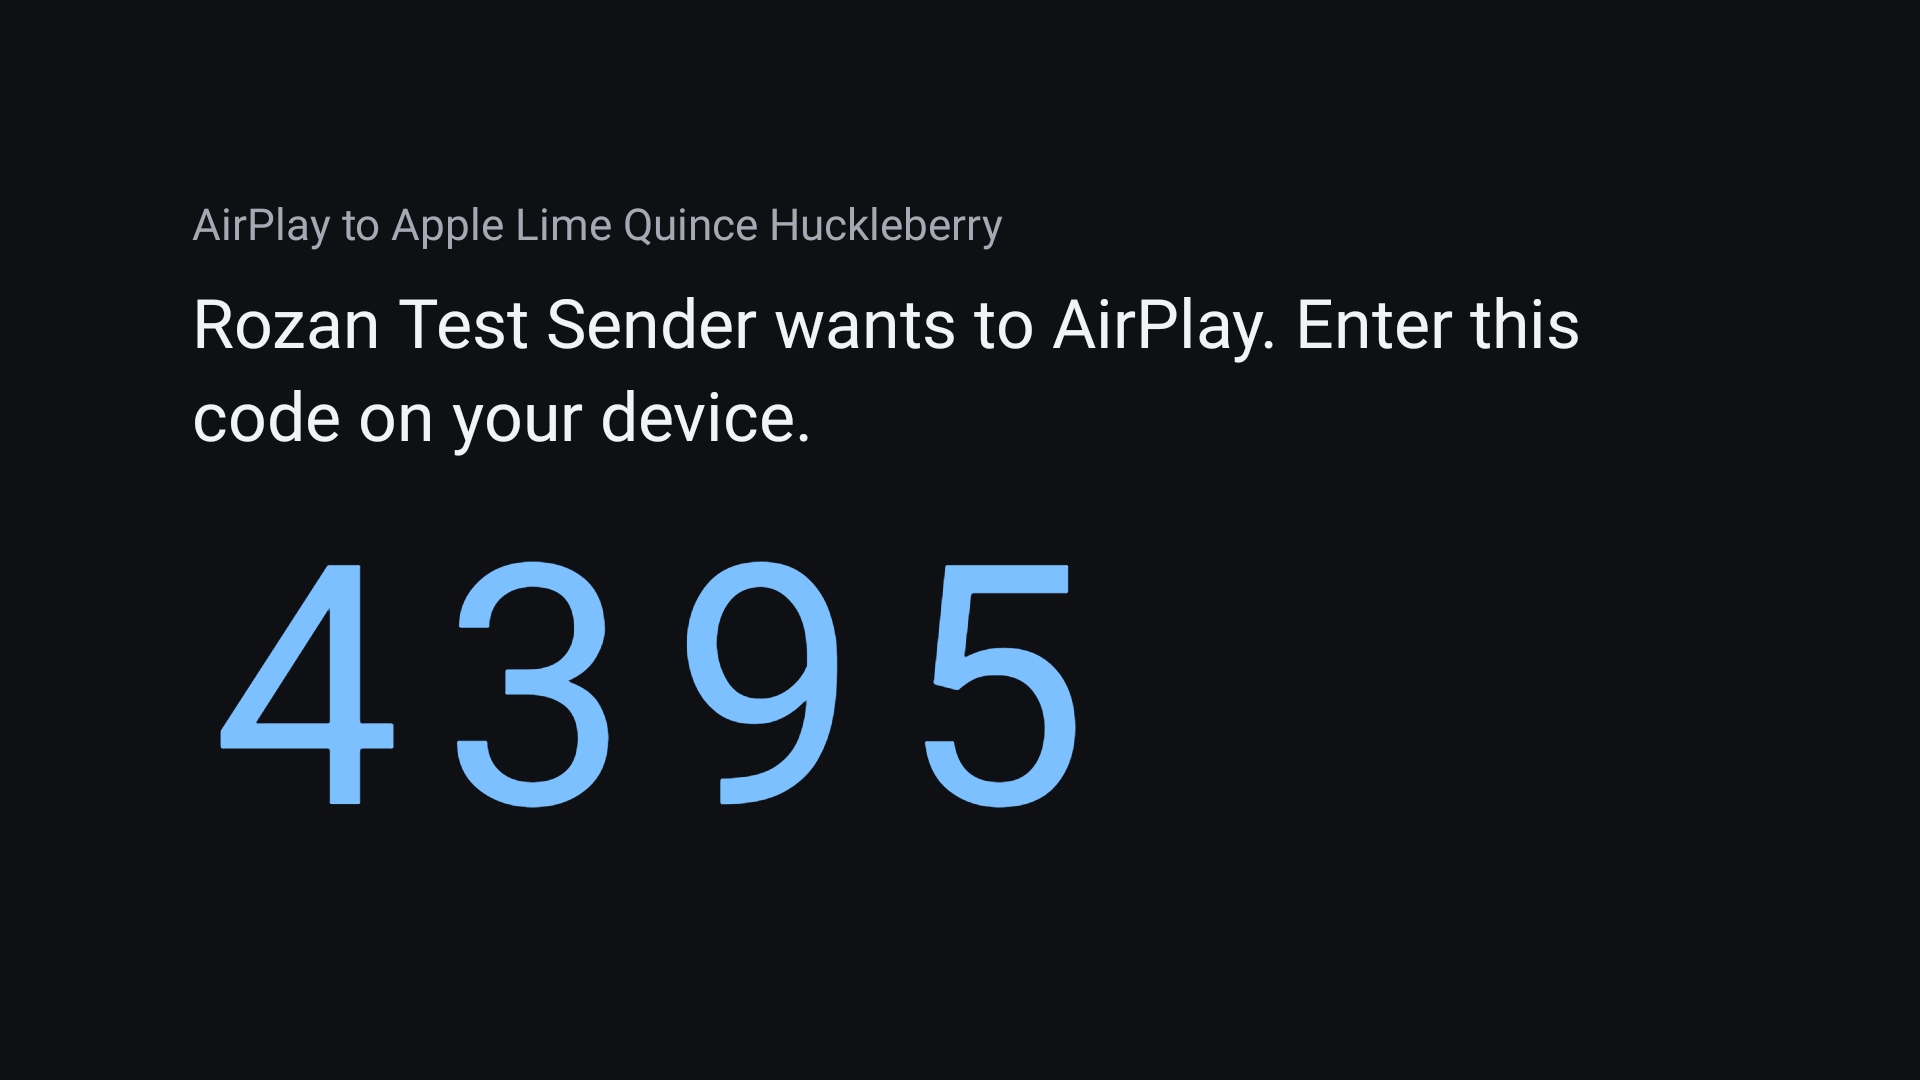 AirPlay to Apple Lime Quince Huckleberry
Rozan Test Sender wants to AirPlay. Enter this
code on your device.
4395